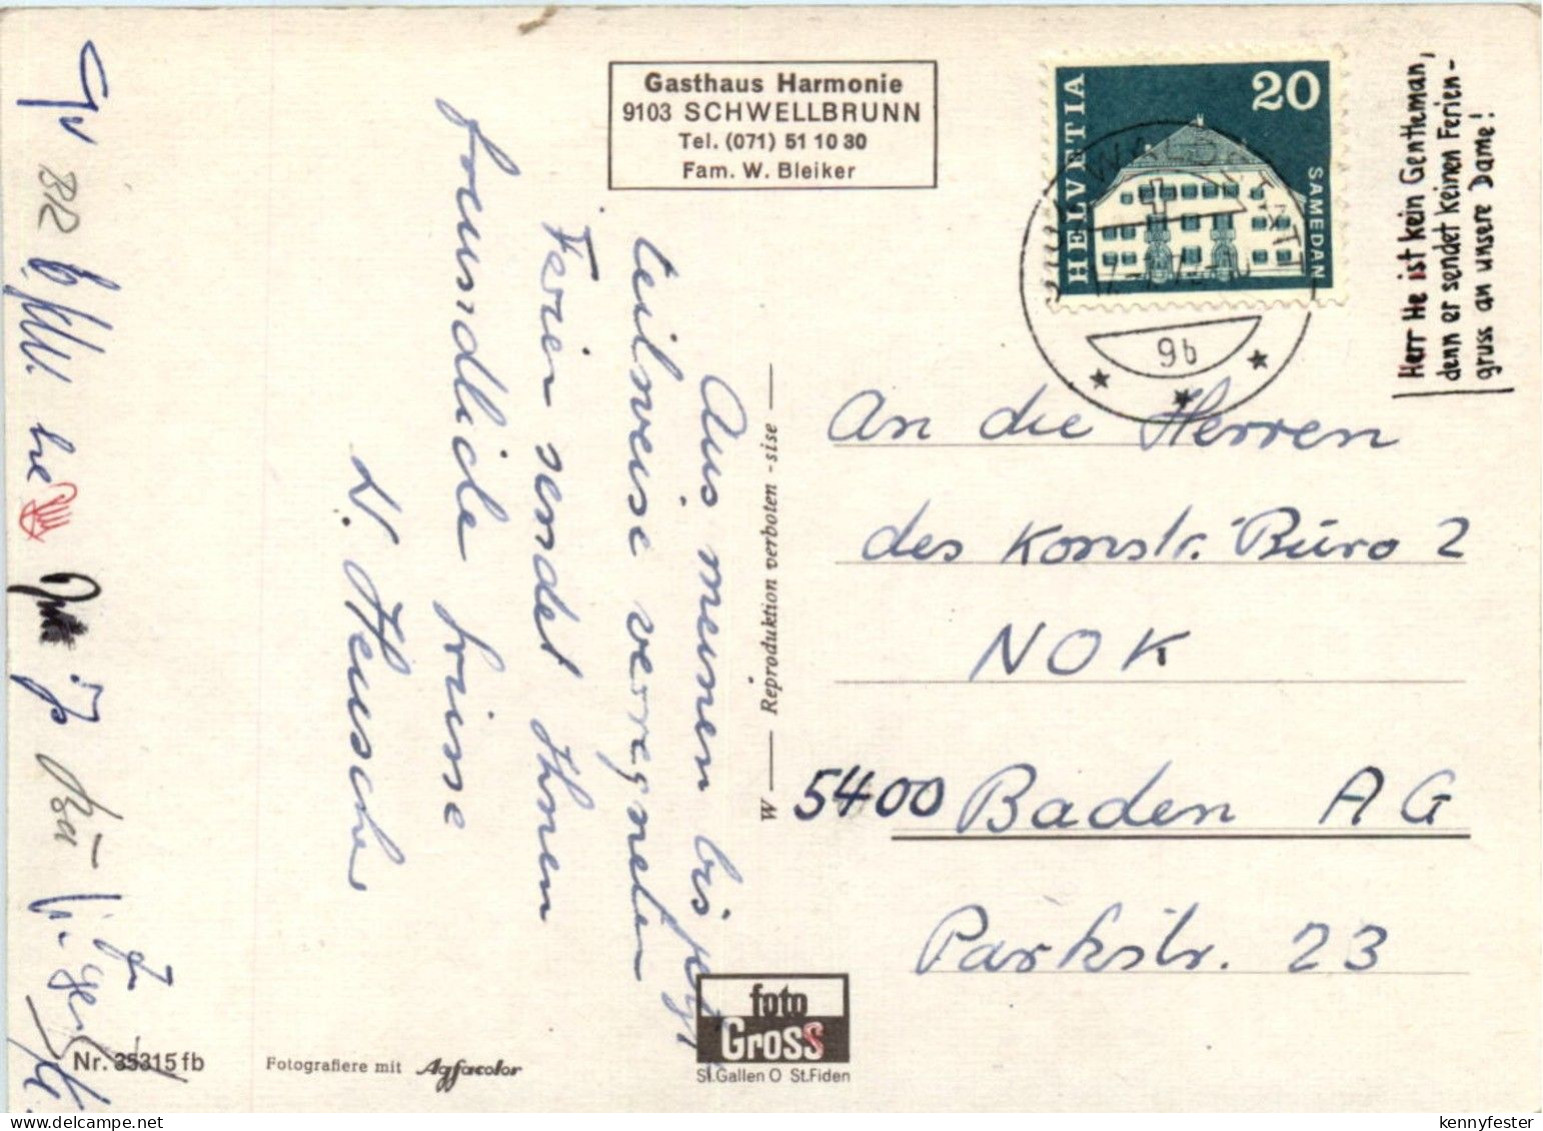 Gasthaus Harmonie
9103 SCHWELLBRUNN
Tel. (071) 51 10 30
Fam. W. Bleiker
HELVETIA
20
SAMEDAN
9b
Herr He ist kein Gentleman,
denn er sendet keinen Ferien-
gruss an unsere Dame!
Aus meinen bis jetzt
teilweise verregneten
Ferien sendet Ihnen
freundliche Grüsse
W — Reproduktion verboten - sise —
An die Herren
des Konstr. Büro 2
NOK
5400 Baden AG
Parkstr. 23
foto
Gross
St.Gallen O St.Fiden
Nr. 35315 fb
Fotografiere mit Agfacolor
kennyfester